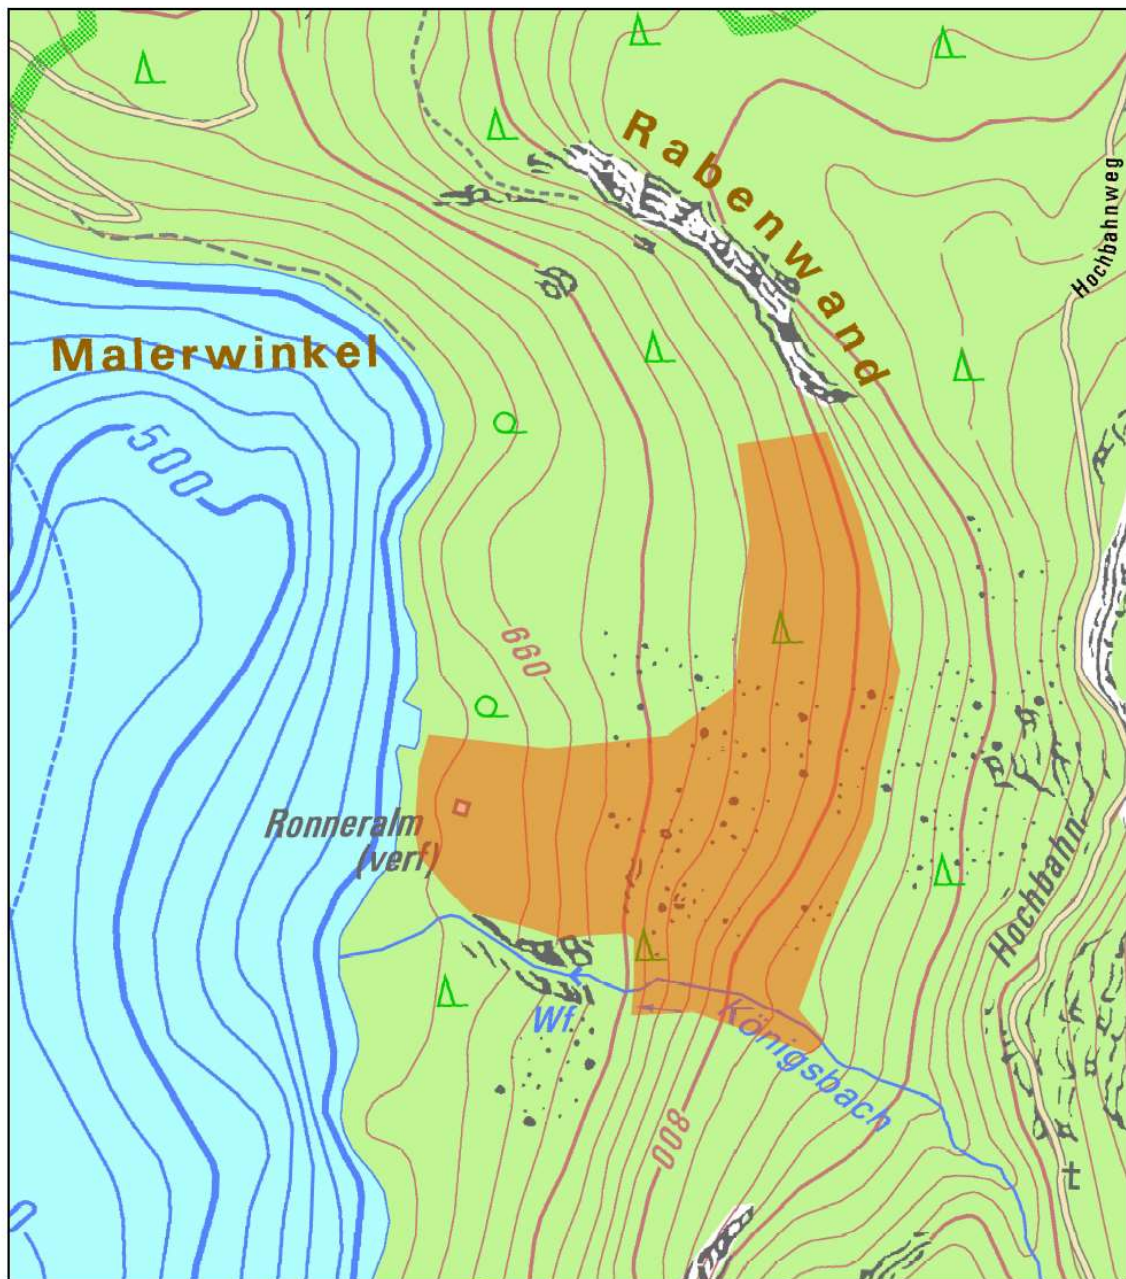 Rabenwand
Hochbahnweg
Malerwinkel
500
660
Ronneralm
(verf)
Hochbahn
Wf.
Königsbach
800